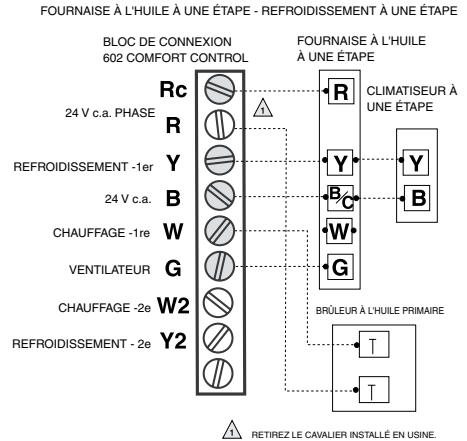 FOURNAISE À L'HUILE À UNE ÉTAPE - REFROIDISSEMENT À UNE ÉTAPE
BLOC DE CONNEXION
602 COMFORT CONTROL
FOURNAISE À L'HUILE
À UNE ÉTAPE
Rc
R
CLIMATISEUR À
UNE ÉTAPE
1
24 V c.a. PHASE
R
REFROIDISSEMENT -1er
Y
Y
Y
24 V c.a.
B
B/C
B
CHAUFFAGE -1re
W
W
VENTILATEUR
G
G
CHAUFFAGE -2e
W2
BRÛLEUR À L'HUILE PRIMAIRE
REFROIDISSEMENT - 2e
Y2
T
T
1
RETIREZ LE CAVALIER INSTALLÉ EN USINE.